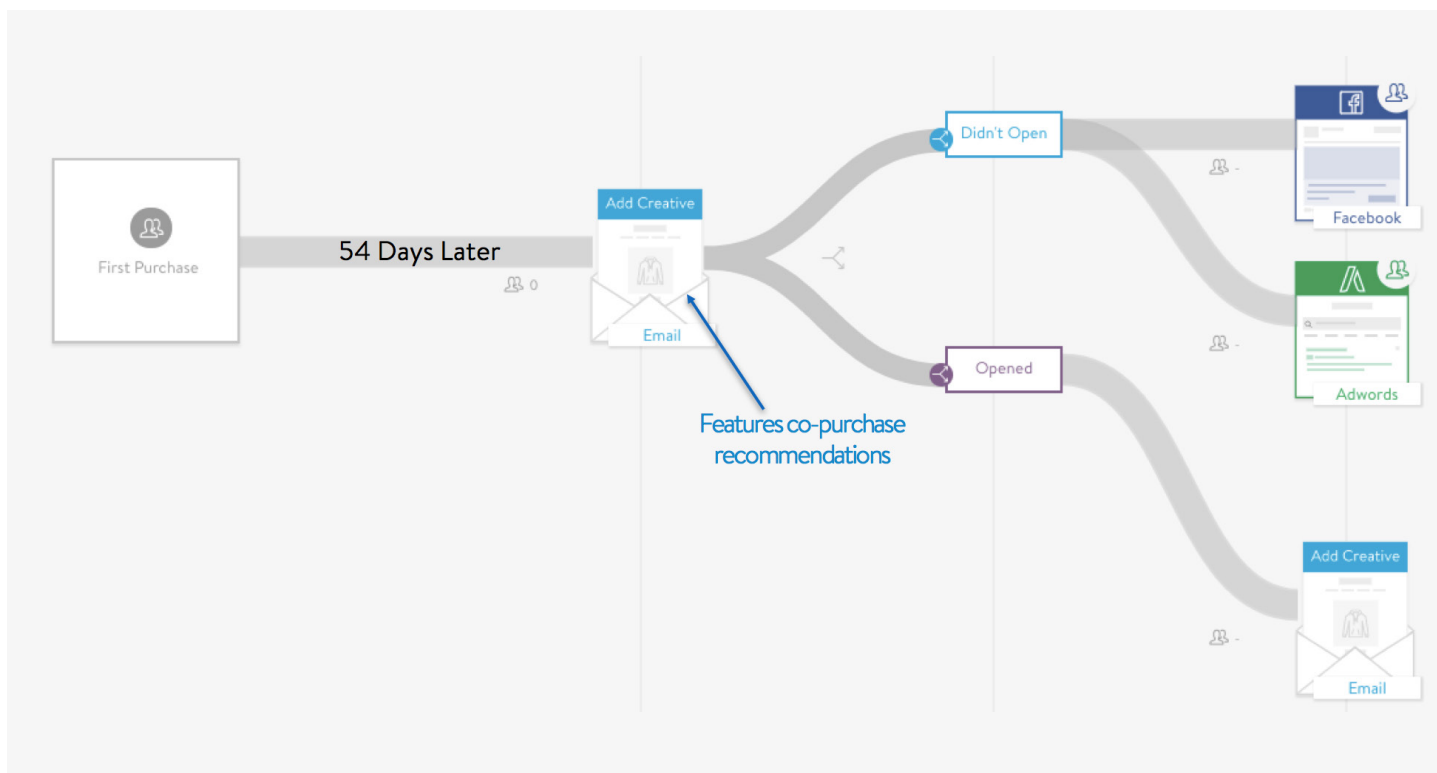 First Purchase
54 Days Later
0
Add Creative
Email
Features co-purchase
recommendations
Didn't Open
Opened
-
Facebook
-
Adwords
-
Add Creative
Email